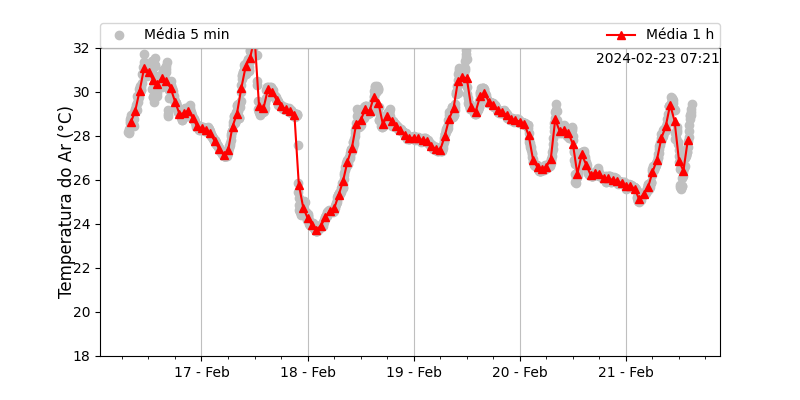 Média 5 min
Média 1 h
2024-02-23 07:21
Temperatura do Ar (°C)
32
30
28
26
24
22
20
18
17 - Feb
18 - Feb
19 - Feb
20 - Feb
21 - Feb